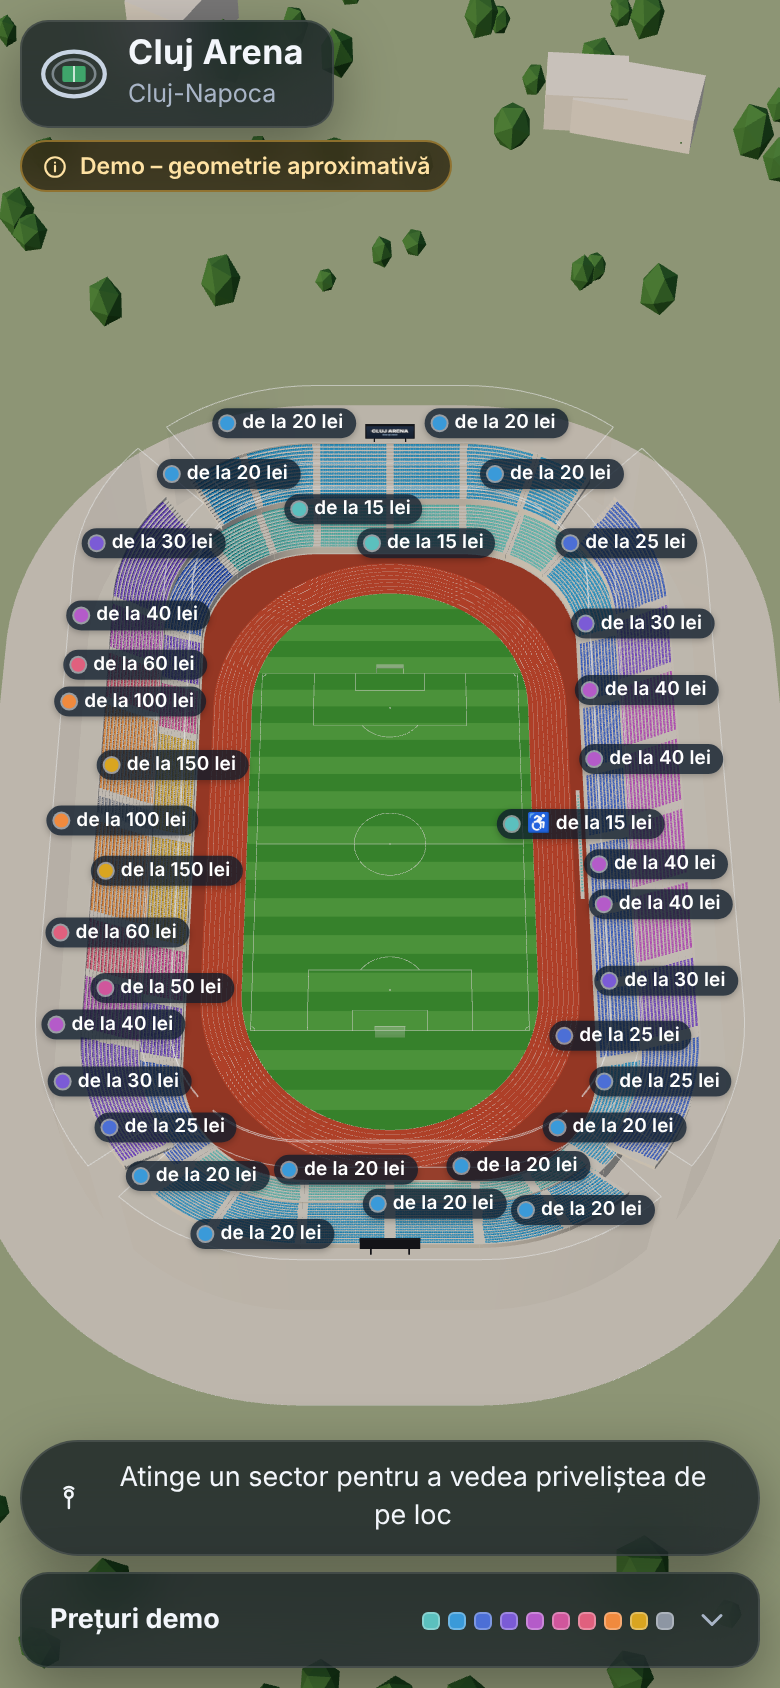 Cluj Arena
Cluj-Napoca
Demo – geometrie aproximativă
de la 20 lei
CLUJ ARENA
de la 20 lei
de la 20 lei
de la 20 lei
de la 15 lei
de la 30 lei
de la 15 lei
de la 25 lei
de la 40 lei
de la 30 lei
de la 60 lei
de la 100 lei
de la 40 lei
de la 150 lei
de la 40 lei
de la 100 lei
♿ de la 15 lei
de la 150 lei
de la 40 lei
de la 40 lei
de la 60 lei
de la 50 lei
de la 30 lei
de la 40 lei
de la 25 lei
de la 30 lei
de la 25 lei
de la 25 lei
de la 20 lei
de la 20 lei
de la 20 lei
de la 20 lei
de la 20 lei
de la 20 lei
de la 20 lei
Atinge un sector pentru a vedea priveliștea de
pe loc
Prețuri demo